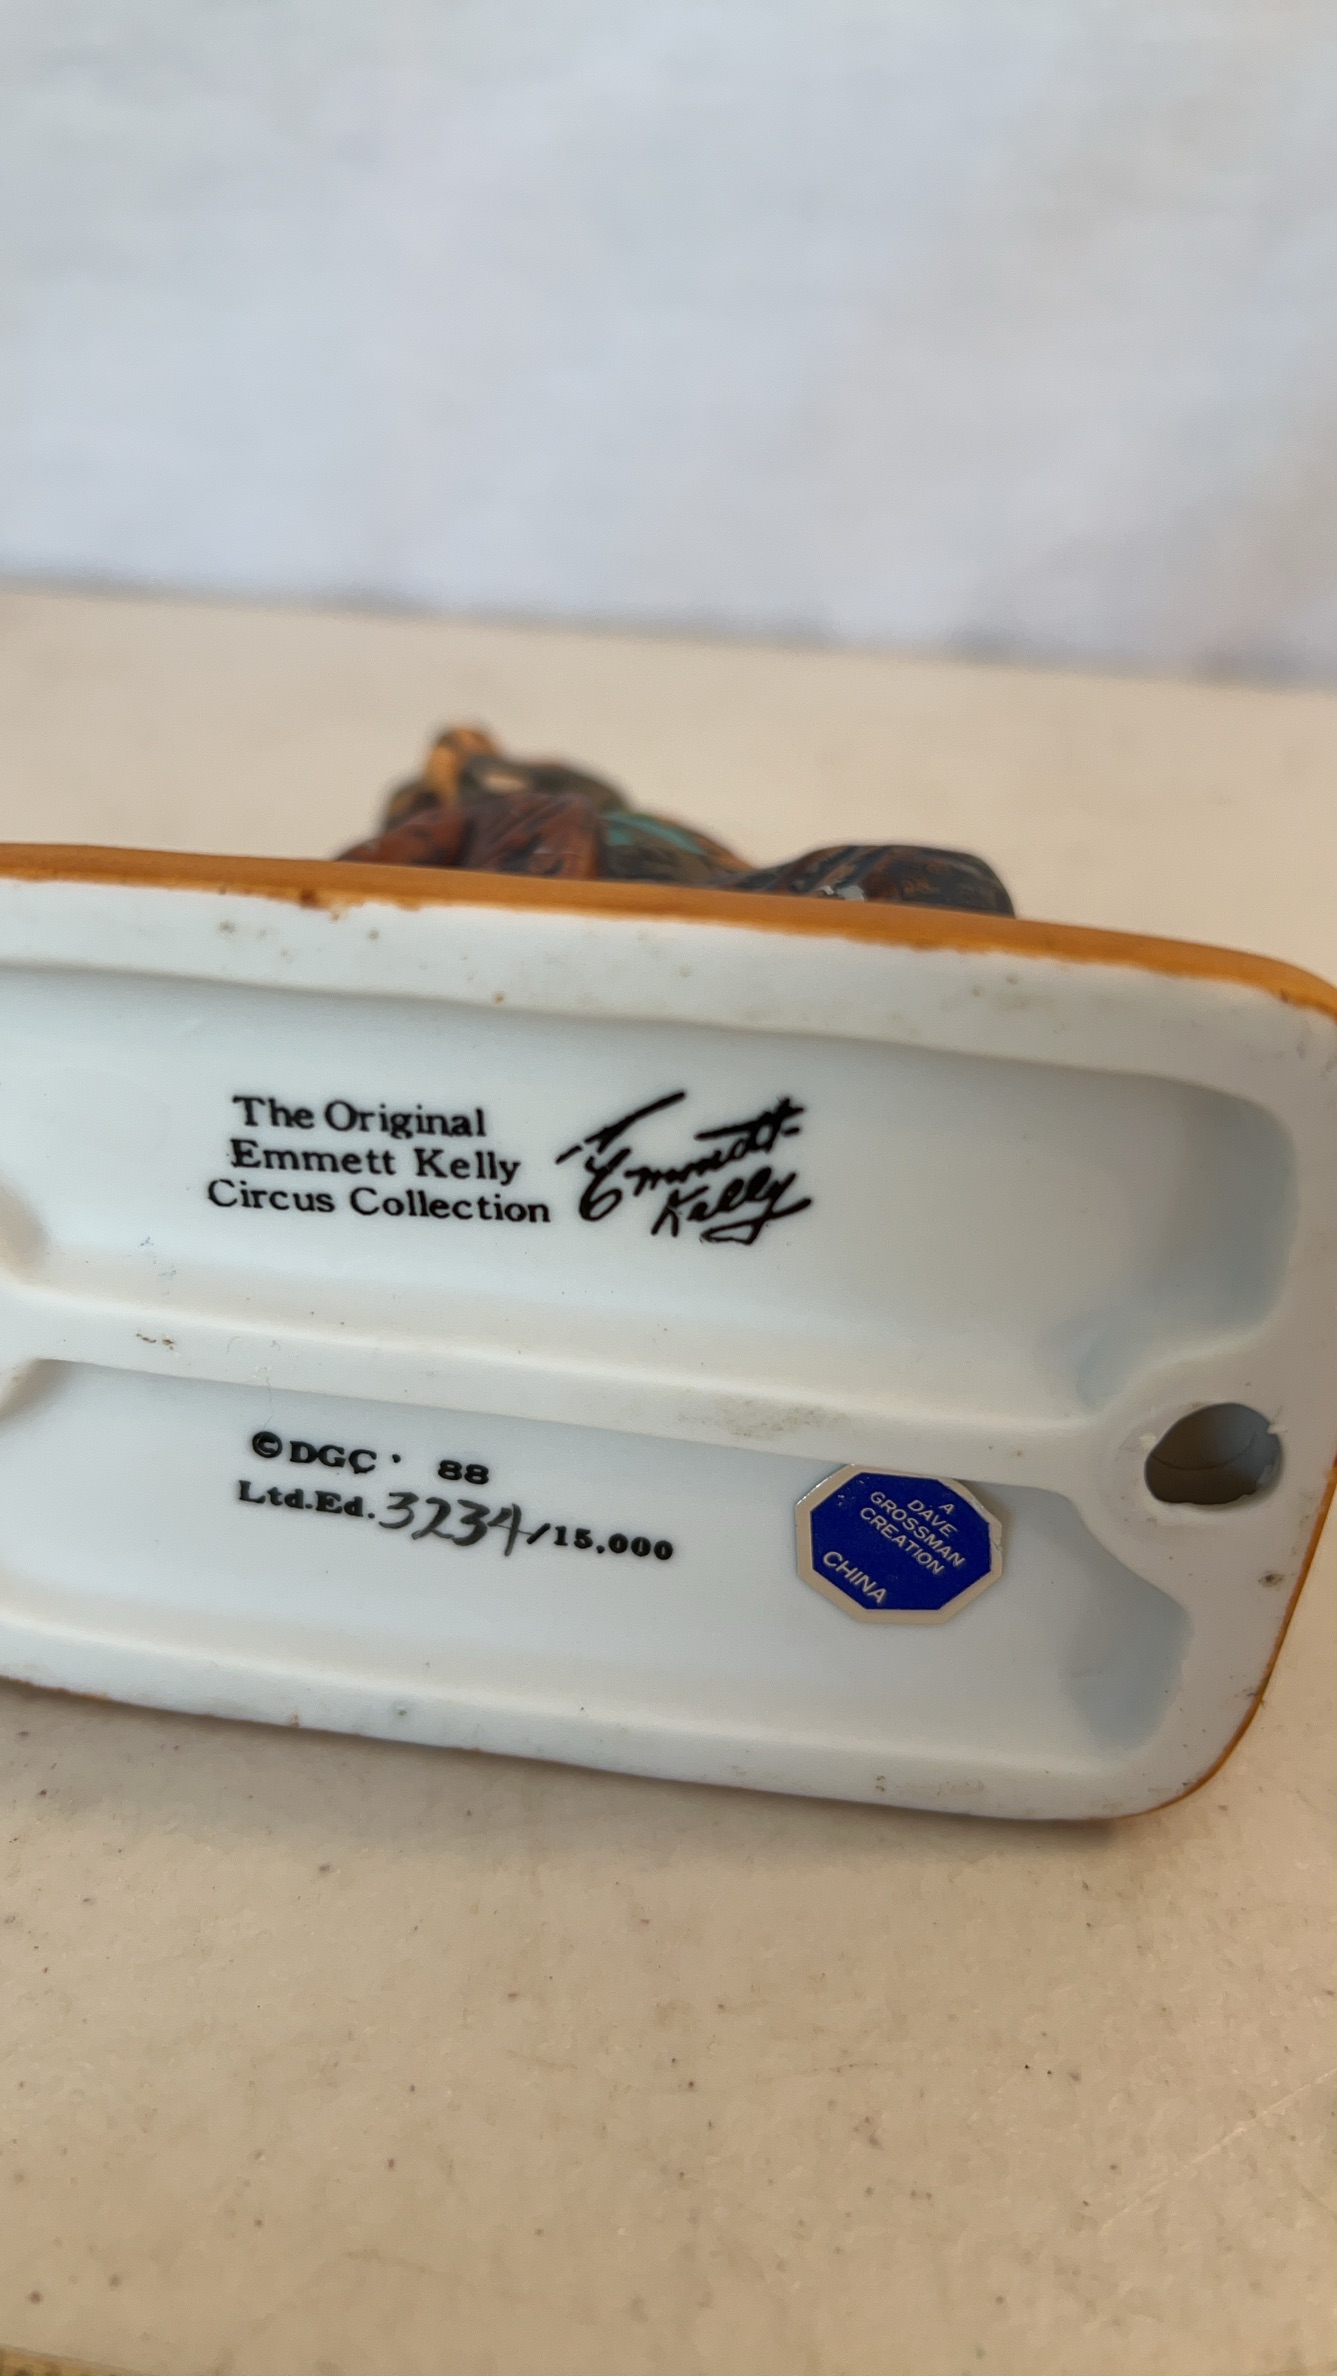 The Original
Emmett Kelly
Circus Collection
Emmett
Kelly
©DGC ' 88
Ltd.Ed. 3234/15,000
A
DAVE
GROSSMAN
CREATION
CHINA